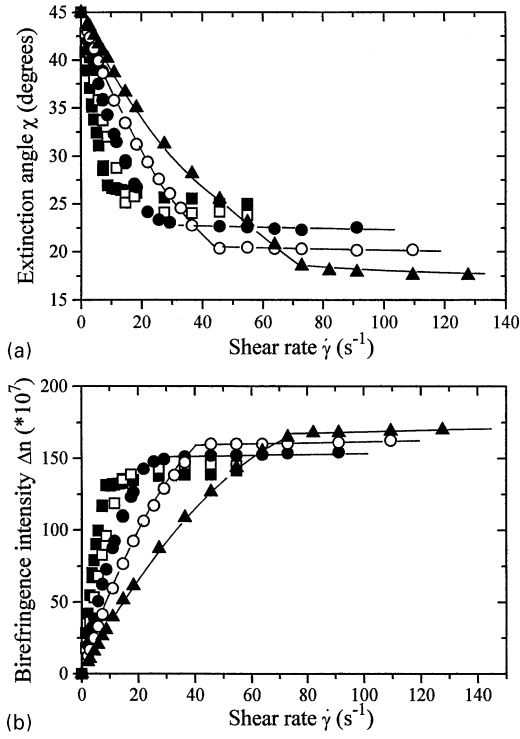 45
40
35
30
25
20
15
Extinction angle χ (degrees)
0 20 40 60 80 100 120 140
Shear rate γ̇ (s⁻¹)
(a)
200
150
100
50
0
Birefringence intensity Δn (*10⁷)
0 20 40 60 80 100 120 140
Shear rate γ̇ (s⁻¹)
(b)